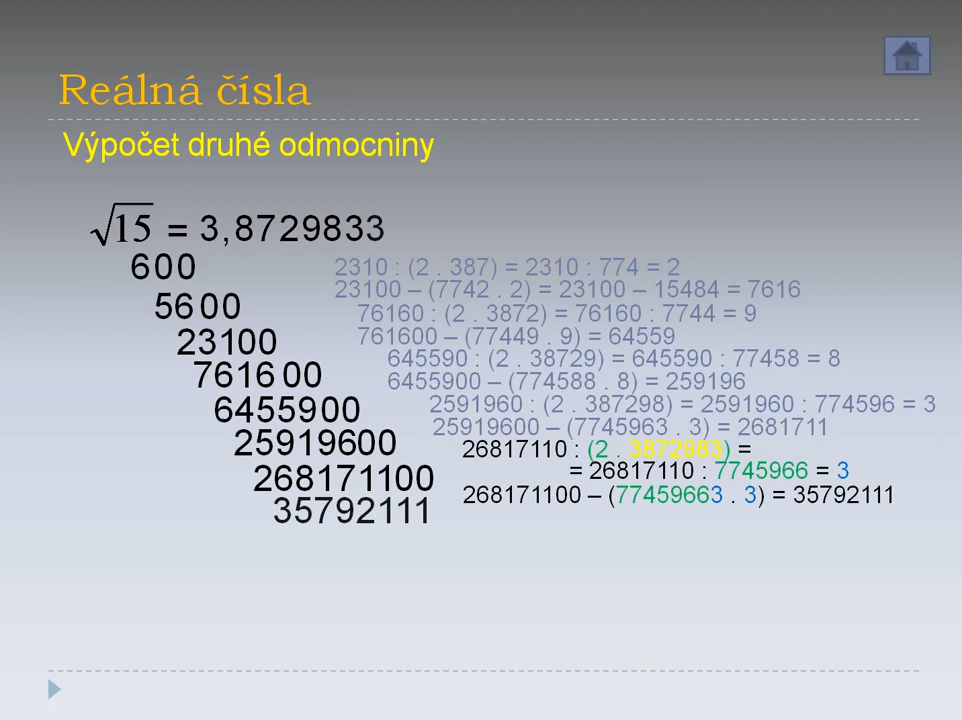 Reálná čísla
Výpočet druhé odmocniny
√15 = 3,8729833
600
2310 : (2 . 387) = 2310 : 774 = 2
23100 – (7742 . 2) = 23100 – 15484 = 7616
5600
76160 : (2 . 3872) = 76160 : 7744 = 9
761600 – (77449 . 9) = 64559
23100
645590 : (2 . 38729) = 645590 : 77458 = 8
761600
6455900 – (774588 . 8) = 259196
2591960 : (2 . 387298) = 2591960 : 774596 = 3
6455900
25919600 – (7745963 . 3) = 2681711
25919600
26817110 : (2 . 3872983) =
= 26817110 : 7745966 = 3
268171100
268171100 – (77459663 . 3) = 35792111
35792111